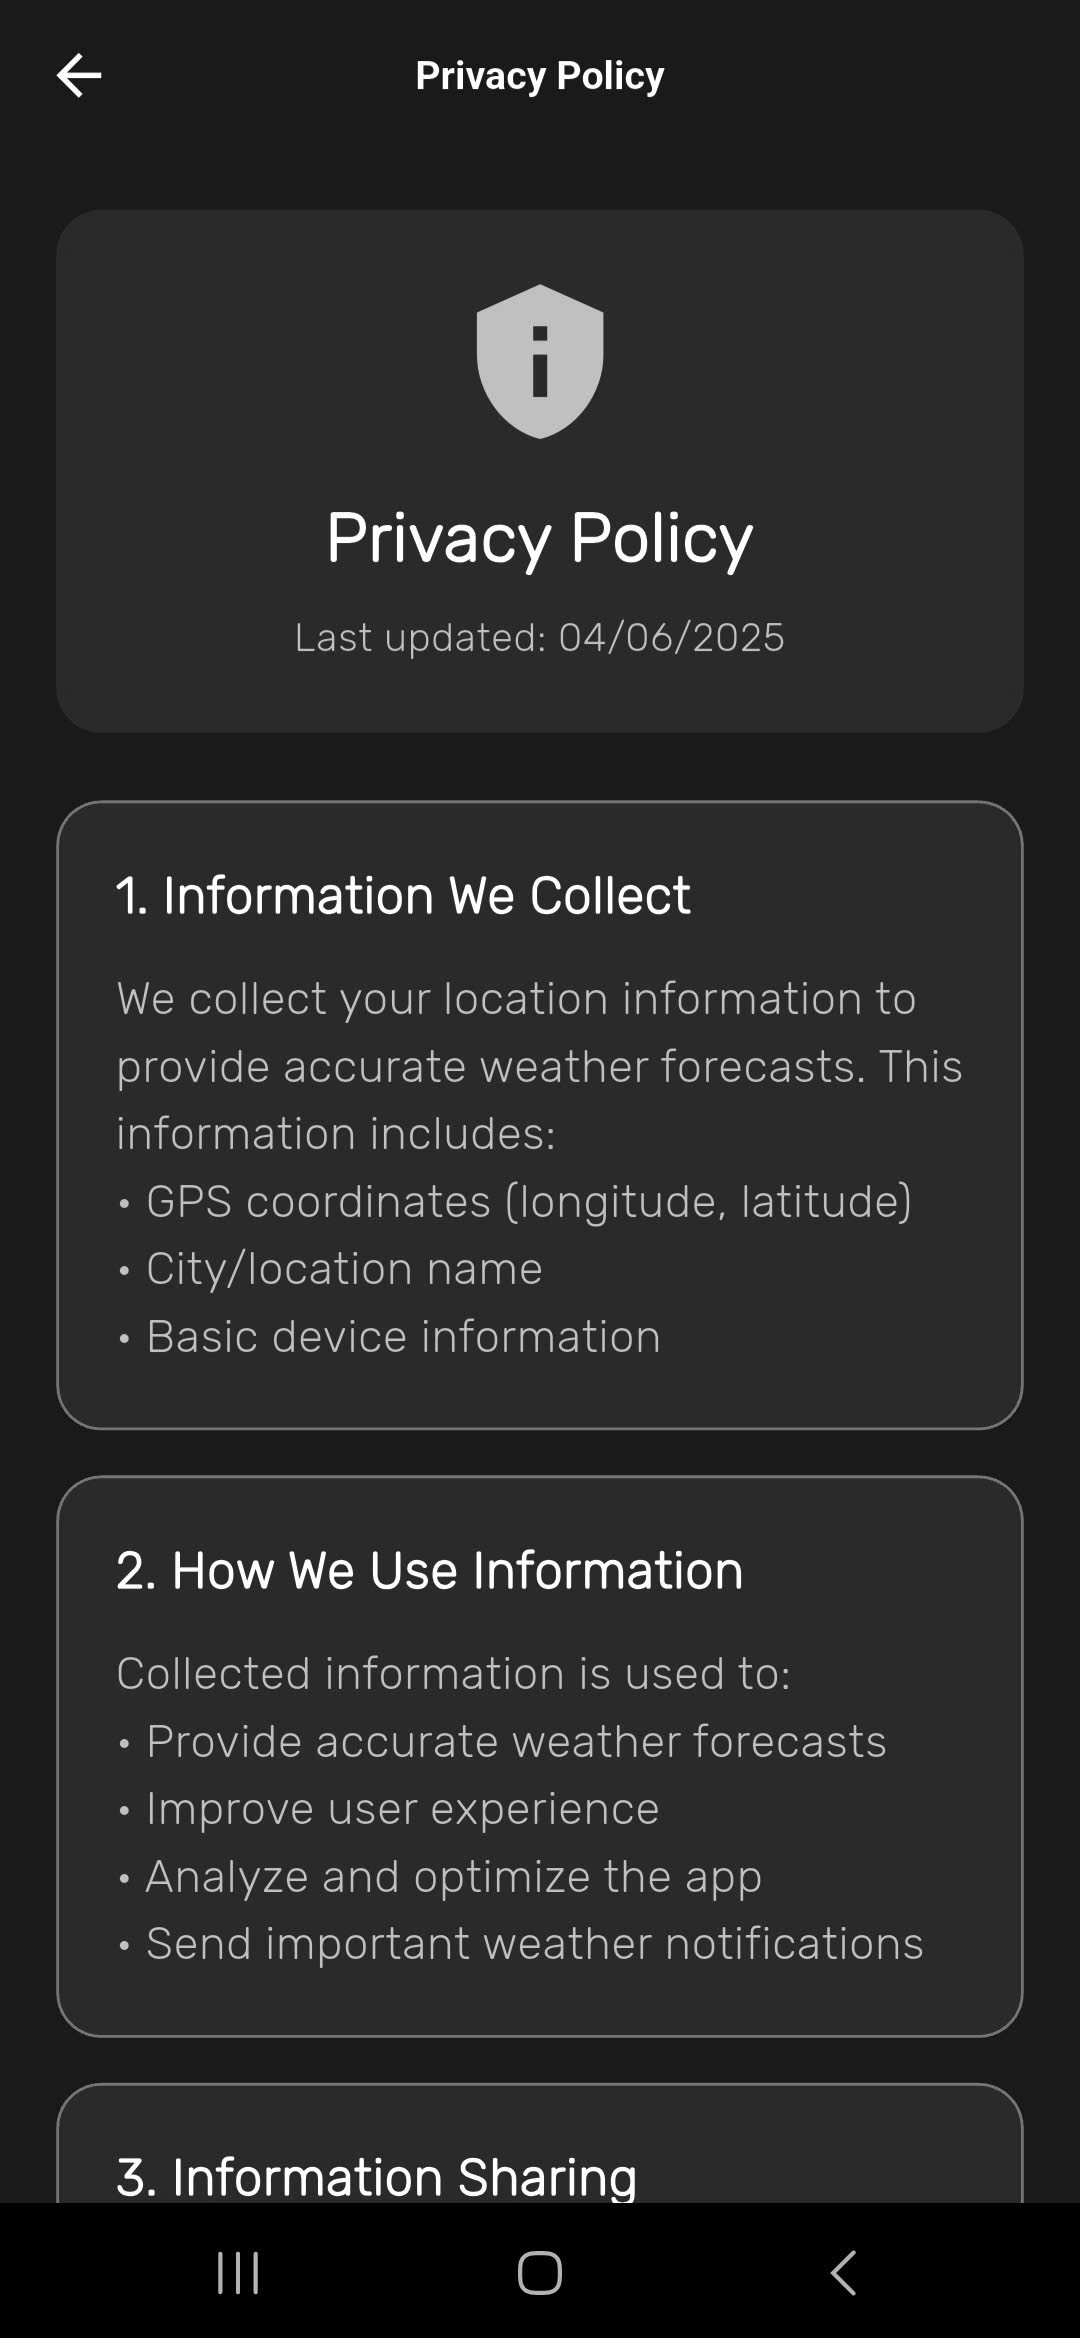 Privacy Policy
Privacy Policy
Last updated: 04/06/2025
1. Information We Collect
We collect your location information to
provide accurate weather forecasts. This
information includes:
• GPS coordinates (longitude, latitude)
• City/location name
• Basic device information
2. How We Use Information
Collected information is used to:
• Provide accurate weather forecasts
• Improve user experience
• Analyze and optimize the app
• Send important weather notifications
3. Information Sharing